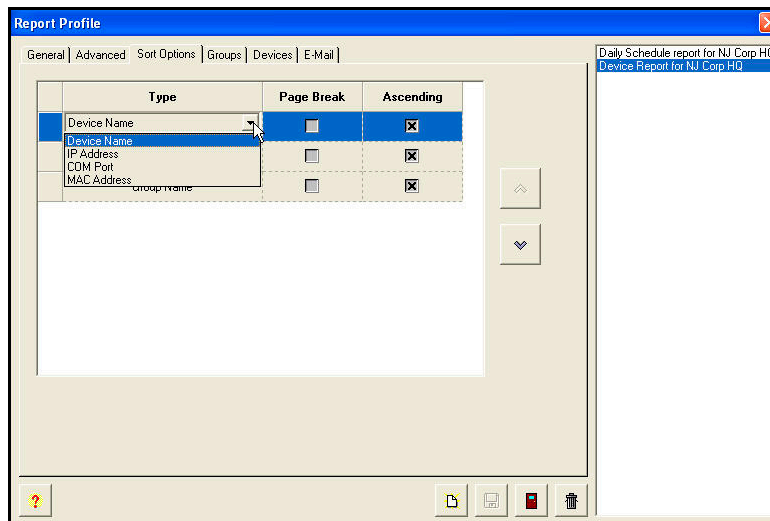 Report Profile
General Advanced Sort Options Groups Devices E-Mail
Daily Schedule report for NJ Corp HQ
Device Report for NJ Corp HQ
Type Page Break Ascending
Device Name
Device Name
IP Address
COM Port
MAC Address
Group Name
?